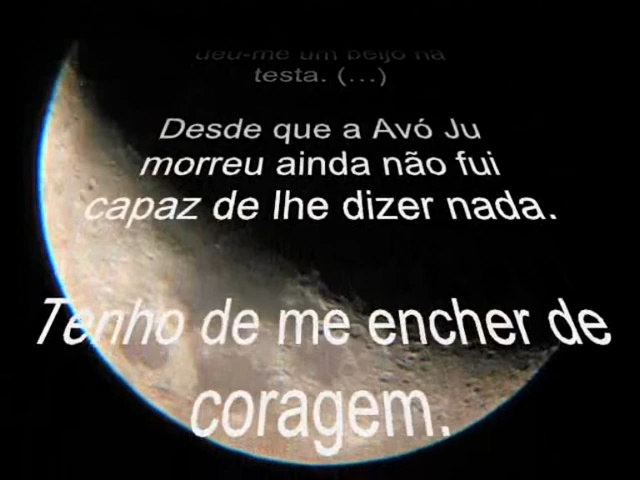 deu-me um beijo na
testa. (...)
Desde que a Avó Ju
morreu ainda não fui
capaz de lhe dizer nada.
Tenho de me encher de
coragem.